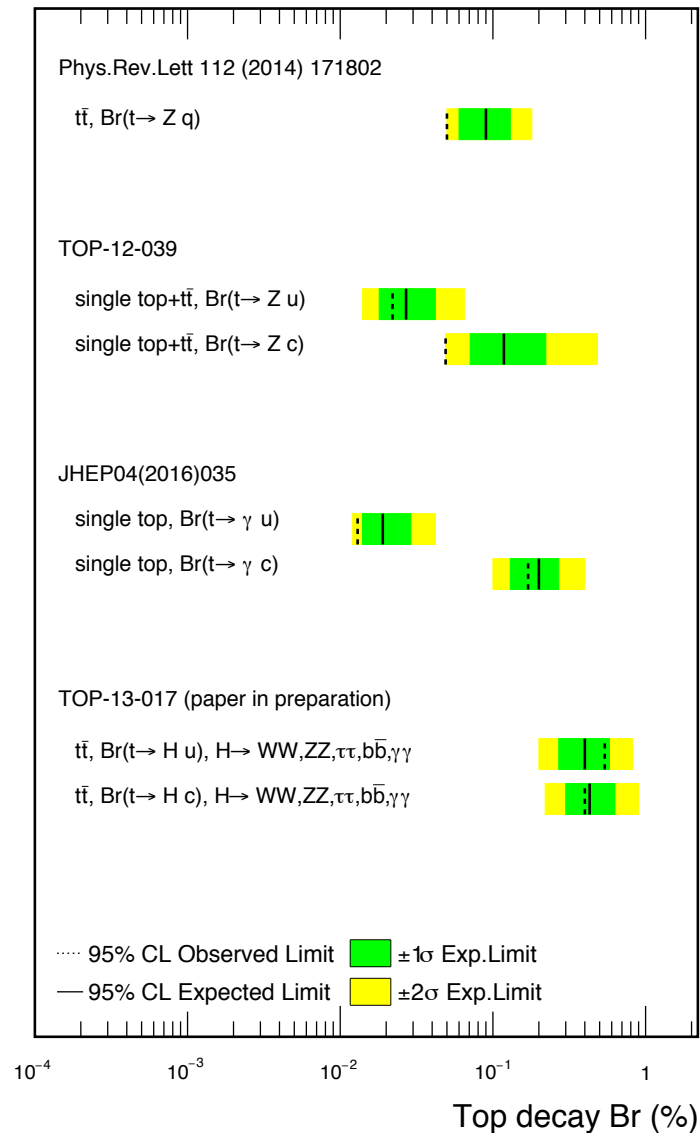 Phys.Rev.Lett 112 (2014) 171802
tt̄, Br(t→ Z q)
TOP-12-039
single top+tt̄, Br(t→ Z u)
single top+tt̄, Br(t→ Z c)
JHEP04(2016)035
single top, Br(t→ γ u)
single top, Br(t→ γ c)
TOP-13-017 (paper in preparation)
tt̄, Br(t→ H u), H→ WW,ZZ,ττ,bb̄,γγ
tt̄, Br(t→ H c), H→ WW,ZZ,ττ,bb̄,γγ
95% CL Observed Limit ±1σ Exp.Limit
95% CL Expected Limit ±2σ Exp.Limit
10⁻⁴ 10⁻³ 10⁻² 10⁻¹ 1
Top decay Br (%)